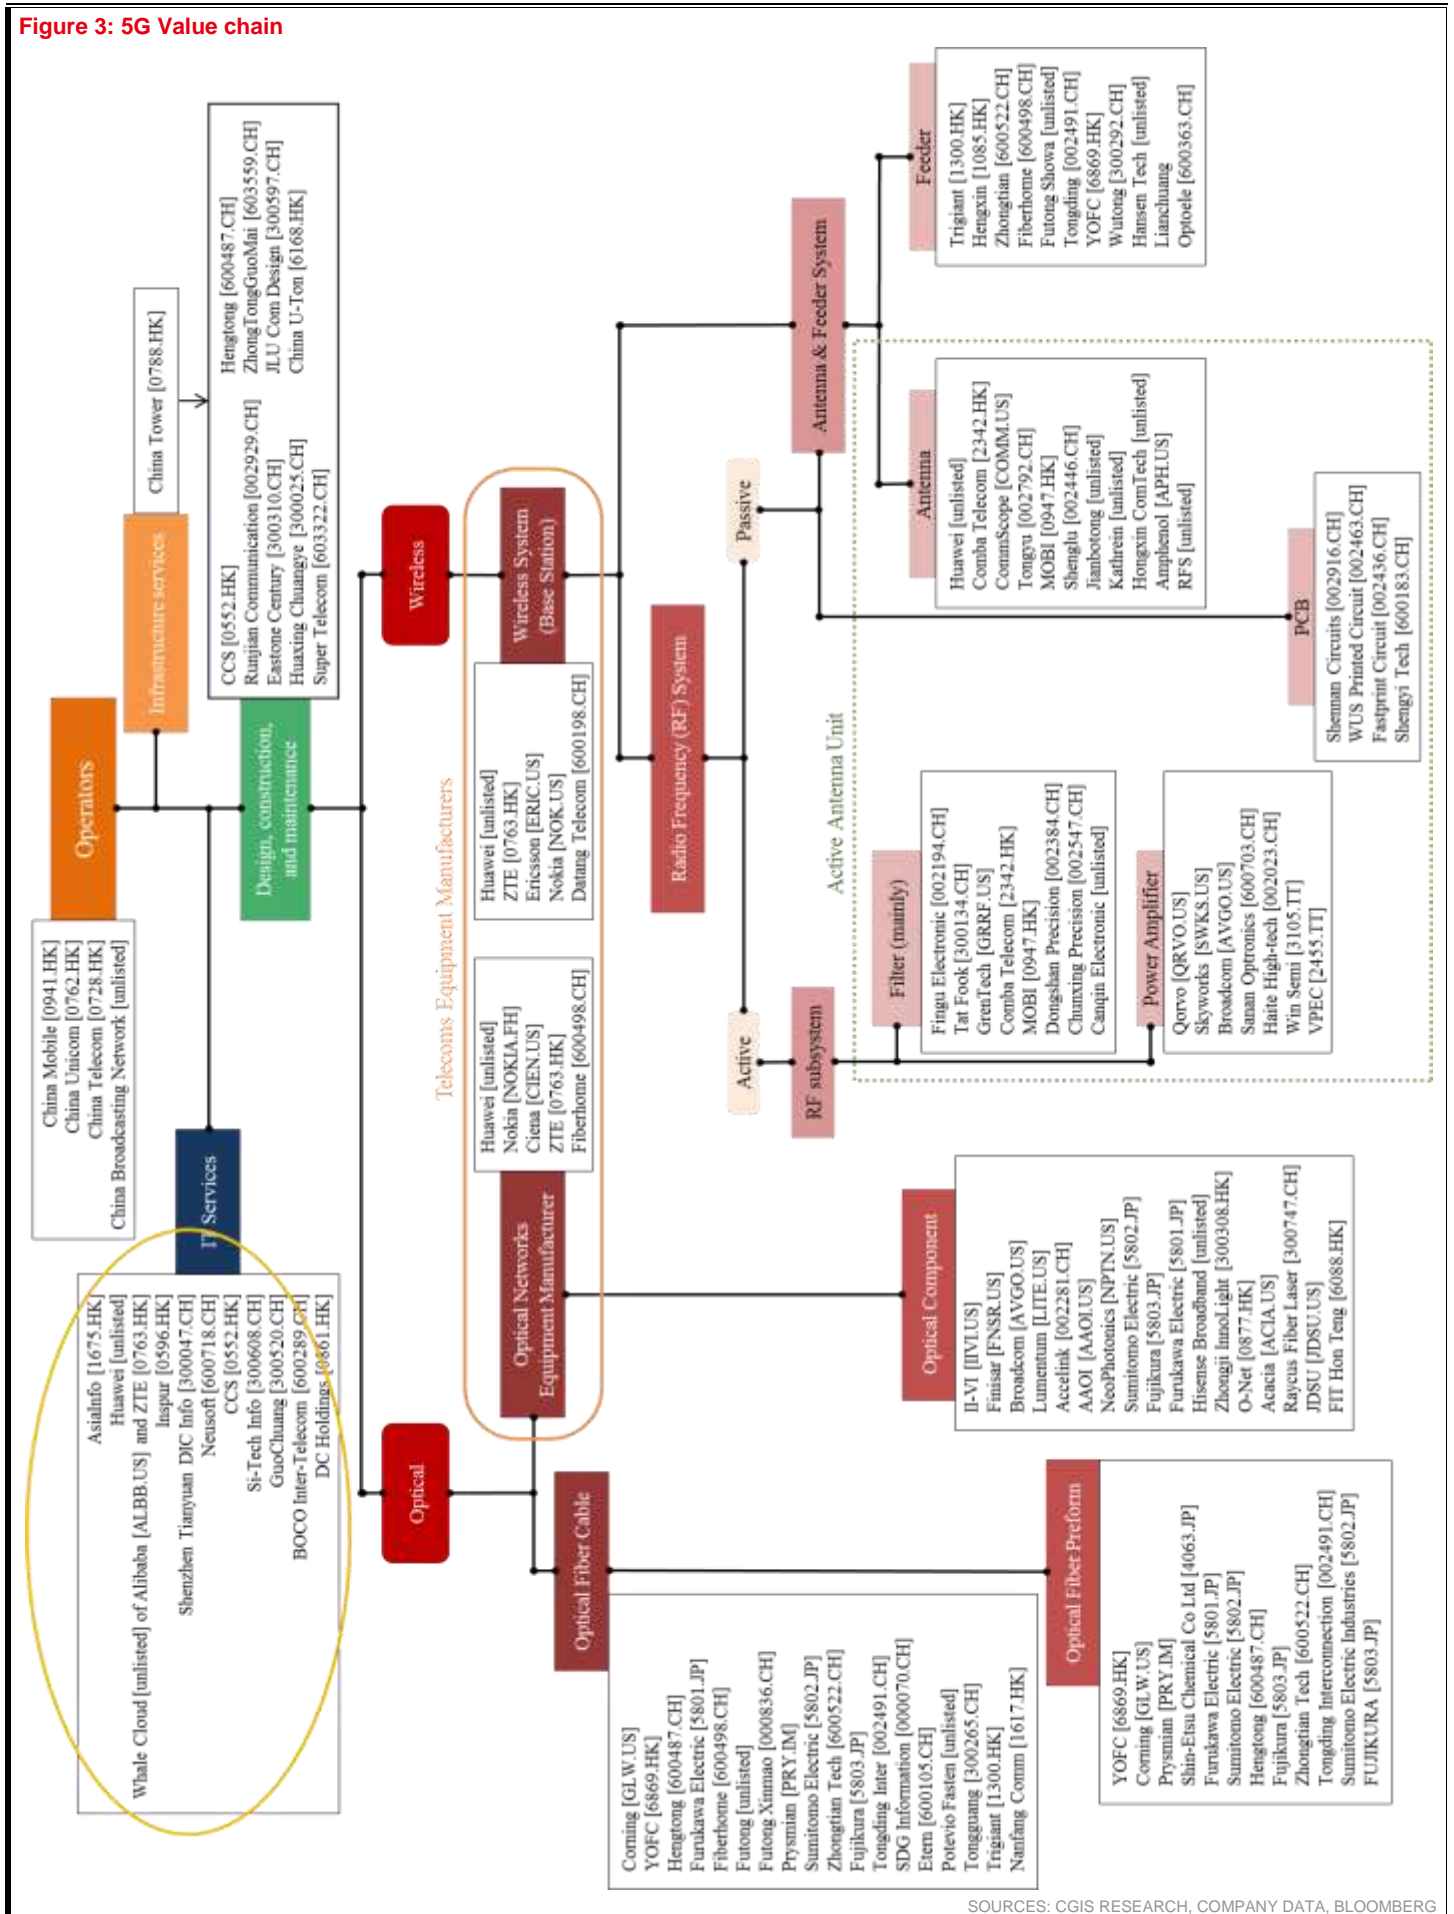 Figure 3: 5G Value chain
Operators
China Mobile [0941.HK]
China Unicom [0762.HK]
China Telecom [0728.HK]
China Broadcasting Network [unlisted]
Infrastructure services
China Tower [0788.HK]
IT Services
AsiaInfo [1675.HK]
Huawei [unlisted]
Whale Cloud [unlisted] of Alibaba [ALBB.US] and ZTE [0763.HK]
Inspur [0596.HK]
Shenzhen Tianyuan DIC Info [300047.CH]
Neusoft [600718.CH]
CCS [0552.HK]
Si-Tech Info [300608.CH]
GuoChuang [300520.CH]
BOCO Inter-Telecom [600289.CH]
DC Holdings [0861.HK]
Design, construction,
and maintenance
CCS [0552.HK]
Runjian Communication [002929.CH]
Eastone Century [300310.CH]
Huaxing Chuangye [300025.CH]
Super Telecom [603322.CH]
Hengtong [600487.CH]
ZhongTongGuoMai [603559.CH]
JLU Com Design [300597.CH]
China U-Ton [6168.HK]
Optical
Wireless
Telecoms Equipment Manufacturers
Optical Networks
Equipment Manufacturer
Huawei [unlisted]
Nokia [NOKIA.FH]
Ciena [CIEN.US]
ZTE [0763.HK]
Fiberhome [600498.CH]
Huawei [unlisted]
ZTE [0763.HK]
Ericsson [ERIC.US]
Nokia [NOK.US]
Datang Telecom [600198.CH]
Wireless System
(Base Station)
Optical Fiber Cable
Corning [GLW.US]
YOFC [6869.HK]
Hengtong [600487.CH]
Furukawa Electric [5801.JP]
Fiberhome [600498.CH]
Futong [unlisted]
Futong Xinmao [000836.CH]
Prysmian [PRY.IM]
Sumitomo Electric [5802.JP]
Zhongtian Tech [600522.CH]
Fujikura [5803.JP]
Tongding Inter [002491.CH]
SDG Information [000070.CH]
Etern [600105.CH]
Potevio Fasten [unlisted]
Tongguang [300265.CH]
Trigiant [1300.HK]
Nanfang Comm [1617.HK]
Radio Frequency (RF) System
Antenna & Feeder System
Active
Passive
RF subsystem
Active Antenna Unit
Optical Component
II-VI [IIVI.US]
Finisar [FNSR.US]
Broadcom [AVGO.US]
Lumentum [LITE.US]
Accelink [002281.CH]
AAOI [AAOI.US]
NeoPhotonics [NPTN.US]
Sumitomo Electric [5802.JP]
Fujikura [5803.JP]
Furukawa Electric [5801.JP]
Hisense Broadband [unlisted]
Zhongji InnoLight [300308.HK]
O-Net [0877.HK]
Acacia [ACIA.US]
Raycus Fiber Laser [300747.CH]
JDSU [JDSU.US]
FIT Hon Teng [6088.HK]
Filter (mainly)
Fingu Electronic [002194.CH]
Tat Fook [300134.CH]
GrenTech [GRRF.US]
Comba Telecom [2342.HK]
MOBI [0947.HK]
Dongshan Precision [002384.CH]
Chunxing Precision [002547.CH]
Canqin Electronic [unlisted]
Antenna
Huawei [unlisted]
Comba Telecom [2342.HK]
CommScope [COMM.US]
Tongyu [002792.CH]
MOBI [0947.HK]
Shenglu [002446.CH]
Jianbotong [unlisted]
Kathrein [unlisted]
Hongxin ComTech [unlisted]
Amphenol [APH.US]
RFS [unlisted]
Feeder
Trigiant [1300.HK]
Hengxin [1085.HK]
Zhongtian [600522.CH]
Fiberhome [600498.CH]
Futong Showa [unlisted]
Tongding [002491.CH]
YOFC [6869.HK]
Wutong [300292.CH]
Hansen Tech [unlisted]
Lianchuang
Optoele [600363.CH]
Optical Fiber Preform
YOFC [6869.HK]
Corning [GLW.US]
Prysmian [PRY.IM]
Shin-Etsu Chemical Co Ltd [4063.JP]
Furukawa Electric [5801.JP]
Sumitomo Electric [5802.JP]
Hengtong [600487.CH]
Fujikura [5803.JP]
Zhongtian Tech [600522.CH]
Tongding Interconnection [002491.CH]
Sumitomo Electric Industries [5802.JP]
FUJIKURA [5803.JP]
Power Amplifier
Qorvo [QRVO.US]
Skyworks [SWKS.US]
Broadcom [AVGO.US]
Sanan Optronics [600703.CH]
Haite High-tech [002023.CH]
Win Semi [3105.TT]
VPEC [2455.TT]
PCB
Shennan Circuits [002916.CH]
WUS Printed Circuit [002463.CH]
Fastprint Circuit [002436.CH]
Shengyi Tech [600183.CH]
SOURCES: CGIS RESEARCH, COMPANY DATA, BLOOMBERG